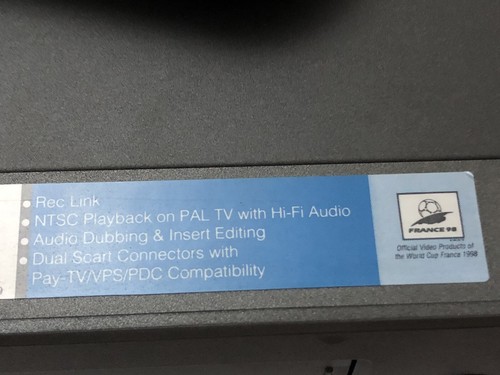 • Rec Link
• NTSC Playback on PAL TV with Hi-Fi Audio
• Audio Dubbing & Insert Editing
• Dual Scart Connectors with
Pay-TV/VPS/PDC Compatibility
FRANCE 98
Official Video Products of
the World Cup France 1998